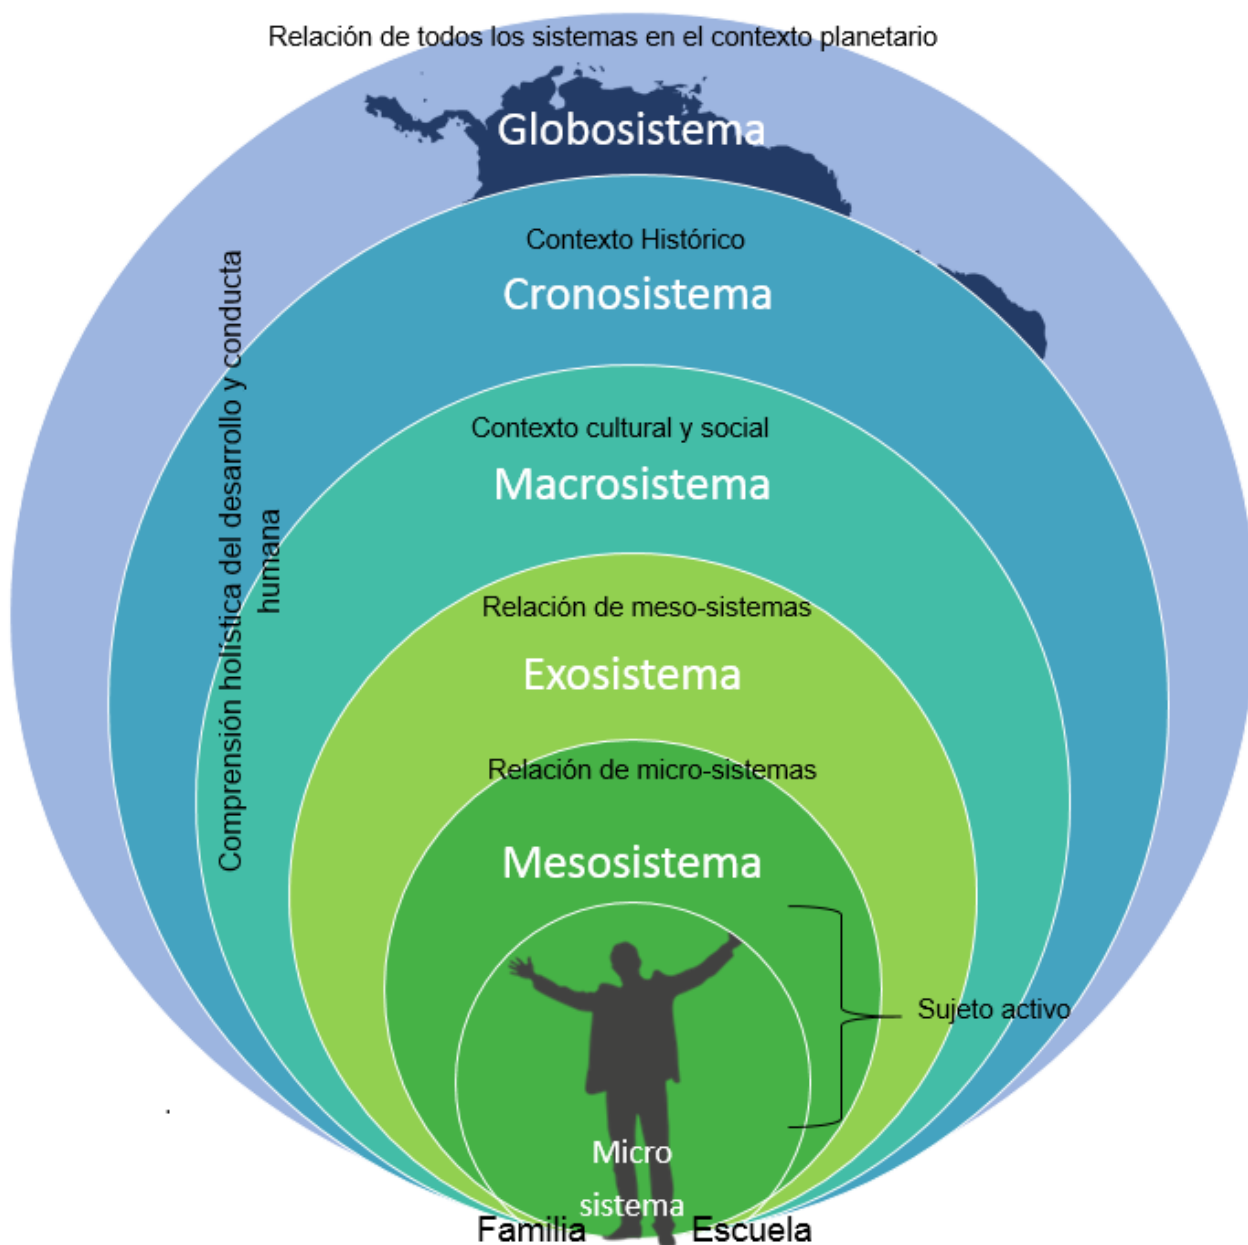 Relación de todos los sistemas en el contexto planetario
Globosistema
Contexto Histórico
Cronosistema
Comprensión holística del desarrollo y conducta
humana
Contexto cultural y social
Macrosistema
Relación de meso-sistemas
Exosistema
Relación de micro-sistemas
Mesosistema
Sujeto activo
Micro
sistema
Familia
Escuela